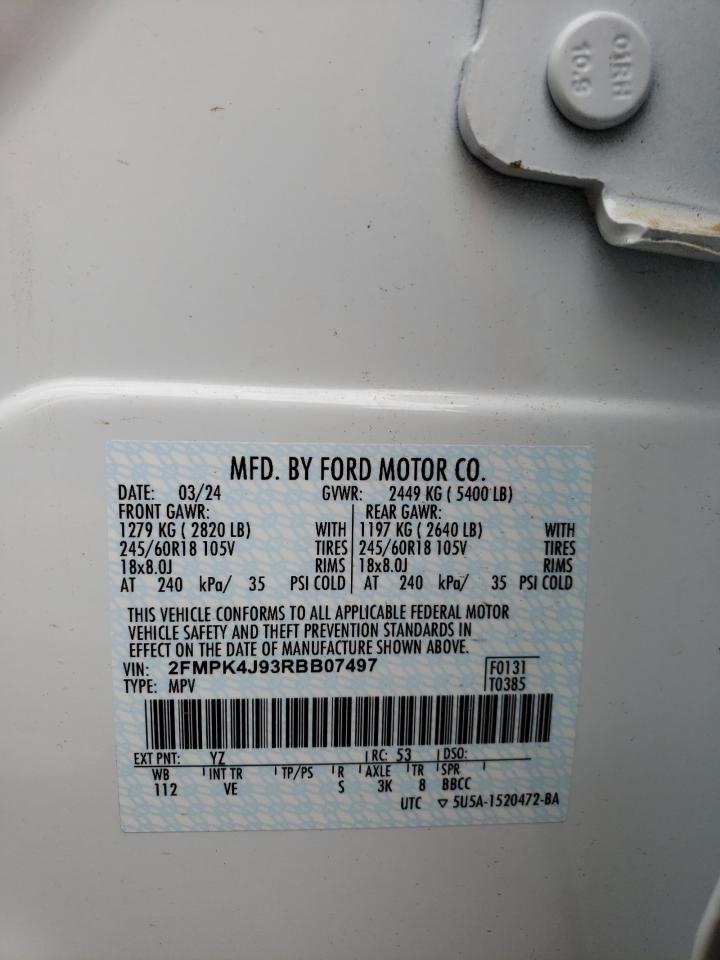 01RH
10.9
MFD. BY FORD MOTOR CO.
DATE: 03/24 GVWR: 2449 KG ( 5400 LB)
FRONT GAWR: REAR GAWR:
1279 KG ( 2820 LB) WITH 1197 KG ( 2640 LB) WITH
245/60R18 105V TIRES 245/60R18 105V TIRES
18x8.0J RIMS 18x8.0J RIMS
AT 240 kPa/ 35 PSI COLD AT 240 kPa/ 35 PSI COLD
THIS VEHICLE CONFORMS TO ALL APPLICABLE FEDERAL MOTOR
VEHICLE SAFETY AND THEFT PREVENTION STANDARDS IN
EFFECT ON THE DATE OF MANUFACTURE SHOWN ABOVE.
VIN: 2FMPK4J93RBB07497 F0131
TYPE: MPV T0385
EXT PNT: YZ RC: 53 DSO:
WB INT TR TP/PS R AXLE TR SPR
112 VE S 3K 8 BBCC
UTC ▽ 5U5A-1520472-BA